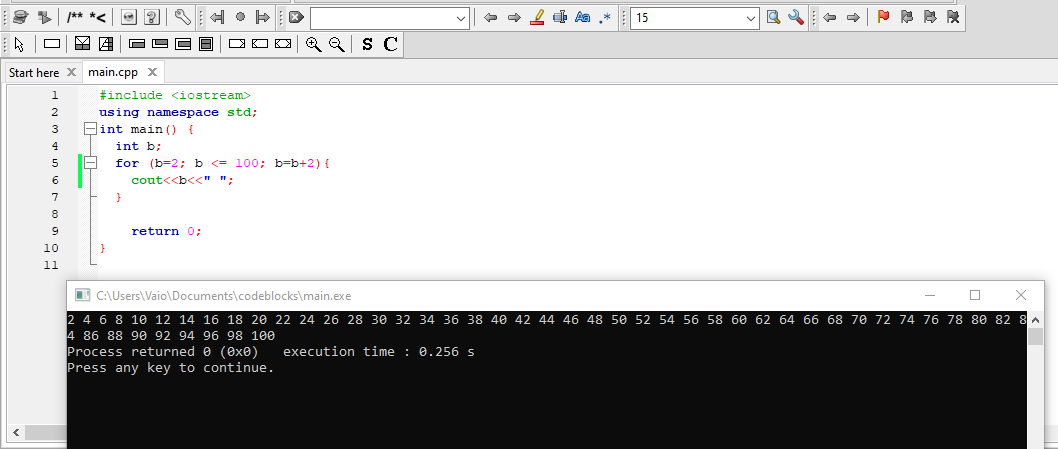 /** *<
15
S C
Start here X main.cpp X
1 #include <iostream>
2 using namespace std;
3 int main() {
4 int b;
5 for (b=2; b <= 100; b=b+2){
6 cout<<b<<" ";
7 }
8
9 return 0;
10 }
11
C:\Users\Vaio\Documents\codeblocks\main.exe
2 4 6 8 10 12 14 16 18 20 22 24 26 28 30 32 34 36 38 40 42 44 46 48 50 52 54 56 58 60 62 64 66 68 70 72 74 76 78 80 82 8
4 86 88 90 92 94 96 98 100
Process returned 0 (0x0)   execution time : 0.256 s
Press any key to continue.